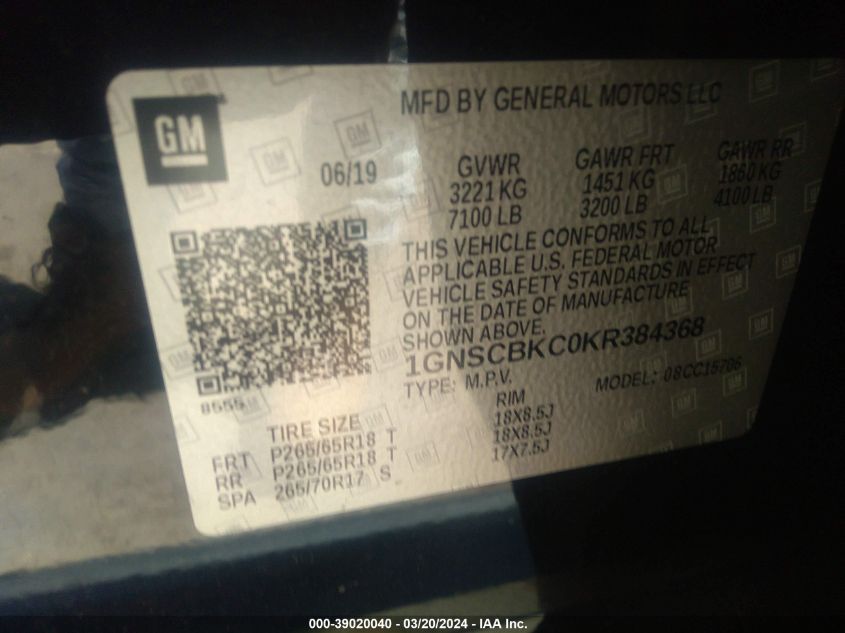 GM
MFD BY GENERAL MOTORS LLC
06/19
GVWR GAWR FRT GAWR RR
3221 KG 1451 KG 1860 KG
7100 LB 3200 LB 4100 LB
THIS VEHICLE CONFORMS TO ALL
APPLICABLE U.S. FEDERAL MOTOR
VEHICLE SAFETY STANDARDS IN EFFECT
ON THE DATE OF MANUFACTURE
SHOWN ABOVE.
1GNSCBKC0KR384368
TYPE: M.P.V. MODEL: 08CC15706
8555
TIRE SIZE RIM
FRT P265/65R18 T 18X8.5J
RR P265/65R18 T 18X8.5J
SPA 265/70R17 S 17X7.5J
000-39020040 - 03/20/2024 - IAA Inc.